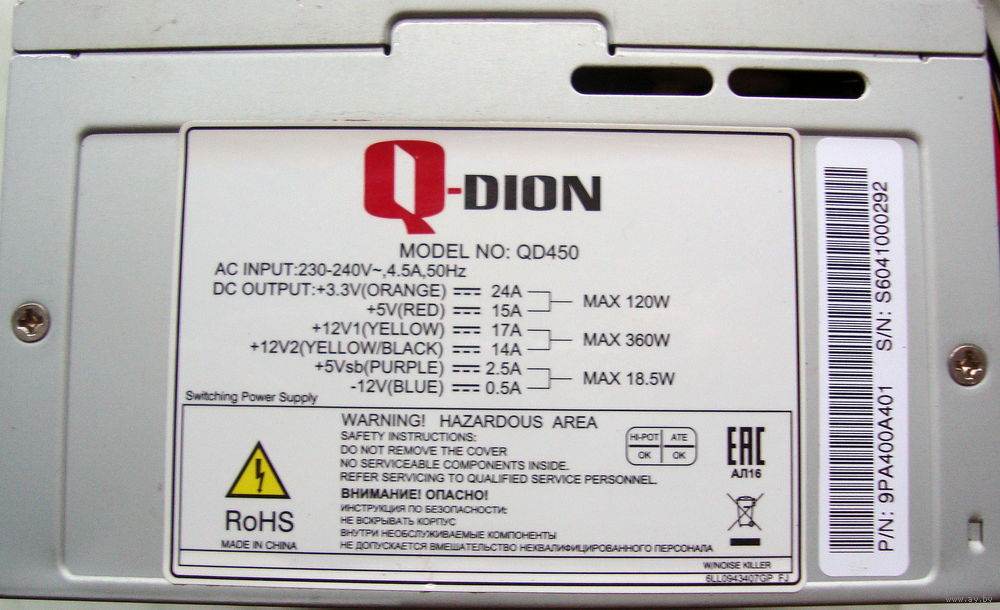 Q-DION
MODEL NO: QD450
AC INPUT:230-240V~,4.5A,50Hz
DC OUTPUT:+3.3V(ORANGE) 24A
+5V(RED) 15A
MAX 120W
+12V1(YELLOW) 17A
+12V2(YELLOW/BLACK) 14A
MAX 360W
+5Vsb(PURPLE) 2.5A
-12V(BLUE) 0.5A
MAX 18.5W
Switching Power Supply
WARNING! HAZARDOUS AREA
SAFETY INSTRUCTIONS:
DO NOT REMOVE THE COVER
NO SERVICEABLE COMPONENTS INSIDE.
REFER SERVICING TO QUALIFIED SERVICE PERSONNEL.
ВНИМАНИЕ! ОПАСНО!
ИНСТРУКЦИЯ ПО БЕЗОПАСНОСТИ:
НЕ ВСКРЫВАТЬ КОРПУС
ВНУТРИ НЕОБСЛУЖИВАЕМЫЕ КОМПОНЕНТЫ
НЕ ДОПУСКАЕТСЯ ВМЕШАТЕЛЬСТВО НЕКВАЛИФИЦИРОВАННОГО ПЕРСОНАЛА
RoHS
MADE IN CHINA
HI-POT ATE
OK OK
EAC
АЛ16
W/NOISE KILLER
6LL0943407GP FJ
P/N: 9PA400A401 S/N: S6041000292
www.ay.by